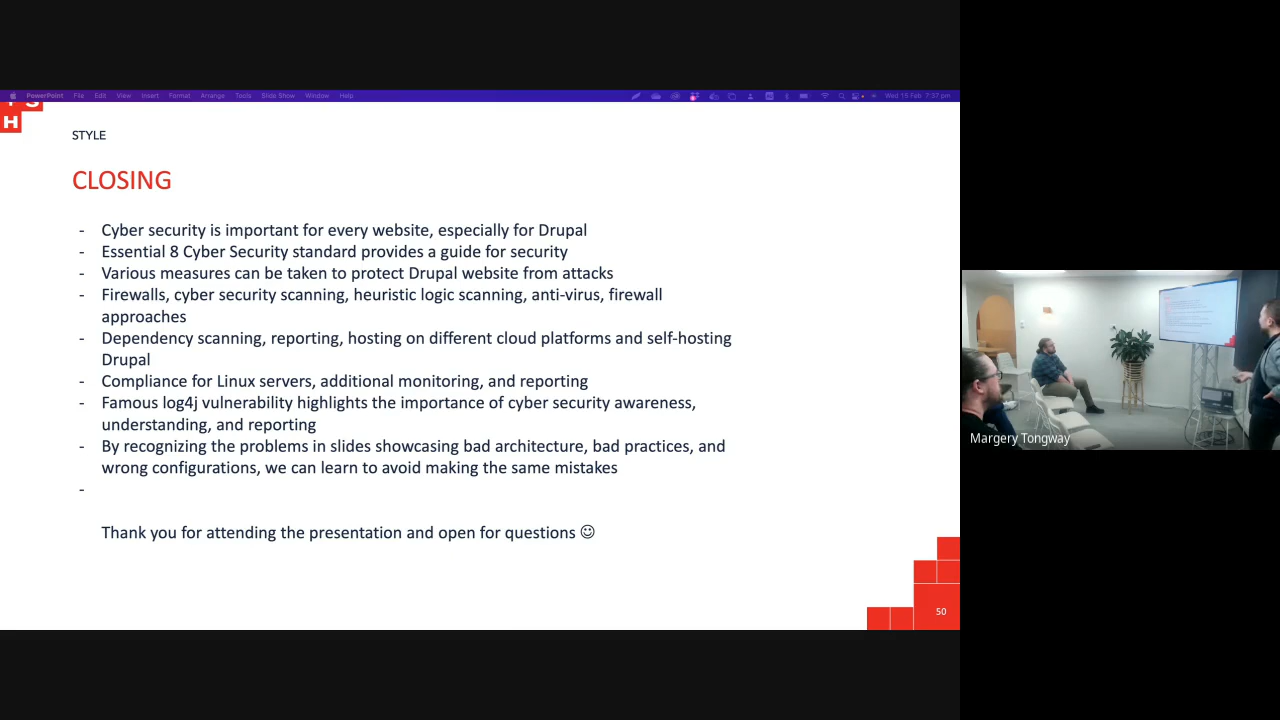 PowerPoint File Edit View Insert Format Arrange Tools Slide Show Window Help Wed 15 Feb 7:37 pm
H
STYLE
CLOSING
- Cyber security is important for every website, especially for Drupal
- Essential 8 Cyber Security standard provides a guide for security
- Various measures can be taken to protect Drupal website from attacks
- Firewalls, cyber security scanning, heuristic logic scanning, anti-virus, firewall
approaches
- Dependency scanning, reporting, hosting on different cloud platforms and self-hosting
Drupal
- Compliance for Linux servers, additional monitoring, and reporting
- Famous log4j vulnerability highlights the importance of cyber security awareness,
understanding, and reporting
- By recognizing the problems in slides showcasing bad architecture, bad practices, and
wrong configurations, we can learn to avoid making the same mistakes
-
Thank you for attending the presentation and open for questions ☺
50
Margery Tongway